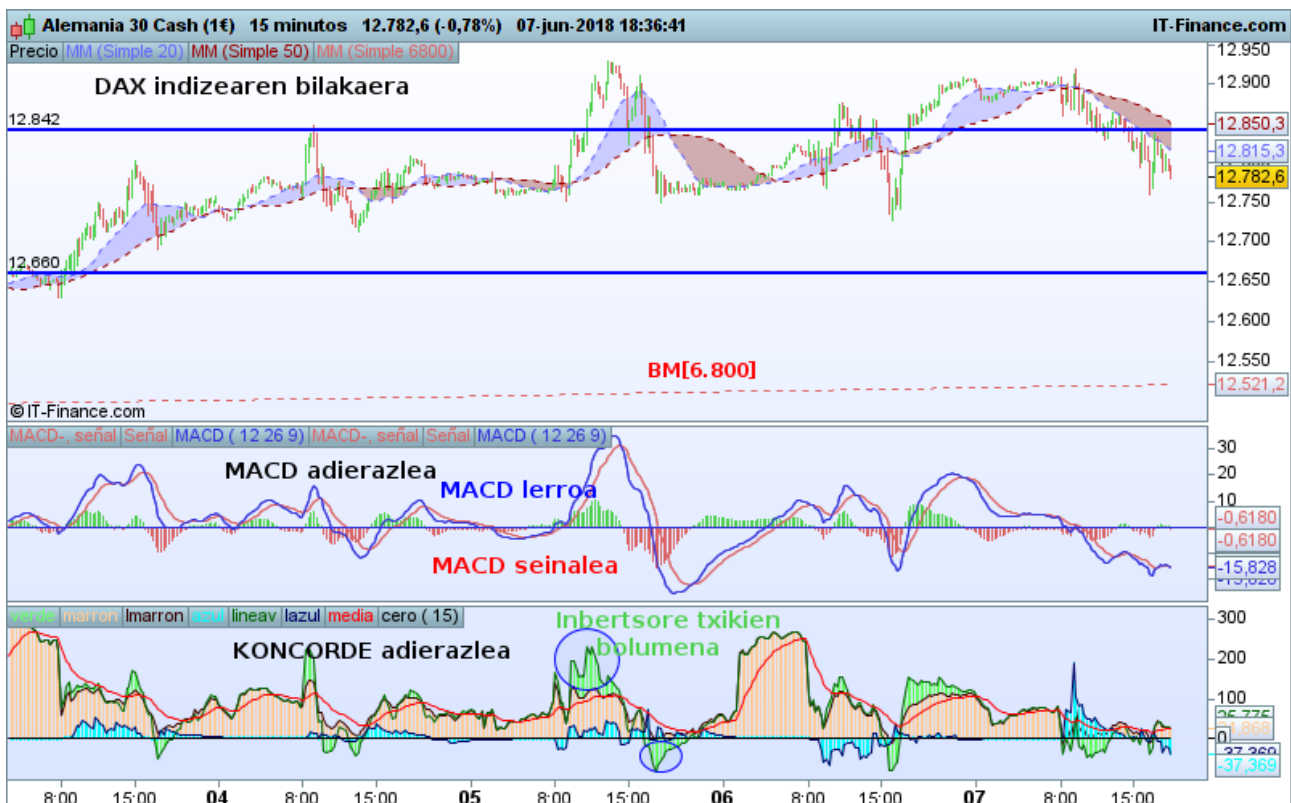 Alemania 30 Cash (1€) 15 minutos 12.782,6 (-0,78%) 07-jun-2018 18:36:41 IT-Finance.com
Precio MM (Simple 20) MM (Simple 50) MM (Simple 6800)
DAX indizearen bilakaera
12.950
12.900
12.842
12.850,3
12.815,3
12.782,6
12.750
12.700
12.660
12.650
12.600
12.550
BM[6.800]
12.521,2
© IT-Finance.com
MACD-, señal Señal MACD ( 12 26 9) MACD-, señal Señal MACD ( 12 26 9)
MACD adierazlea
MACD lerroa
MACD seinalea
30
20
10
-0,6180
-0,6180
-15,828
verde marron lmarron azul lineav lazul media cero ( 15)
KONCORDE adierazlea
Inbertsore txikien
bolumena
300
200
100
0
-37,369
-37,369
8:00 15:00 04 8:00 15:00 05 8:00 15:00 06 8:00 15:00 07 8:00 15:00